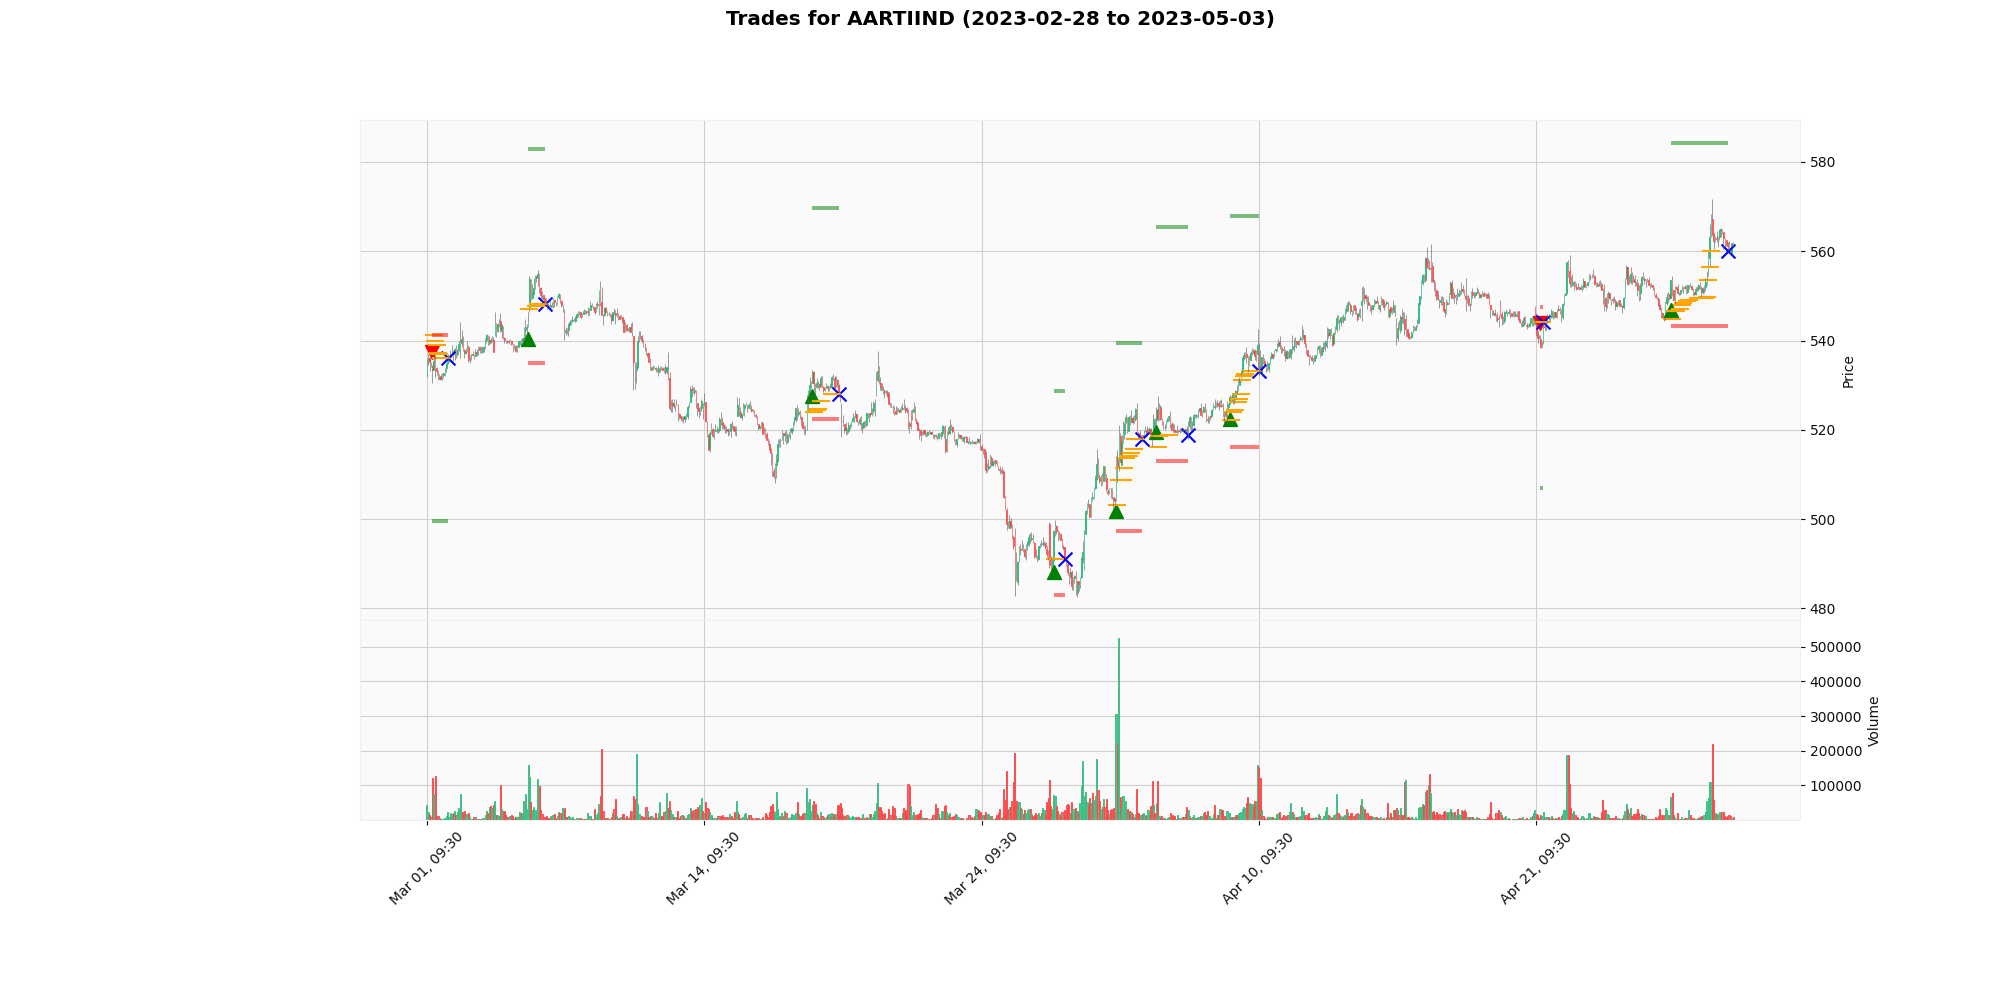 Trades for AARTIIND (2023-02-28 to 2023-05-03)
580
560
540
520
500
480
Price
500000
400000
300000
200000
100000
Volume
Mar 01, 09:30
Mar 14, 09:30
Mar 24, 09:30
Apr 10, 09:30
Apr 21, 09:30